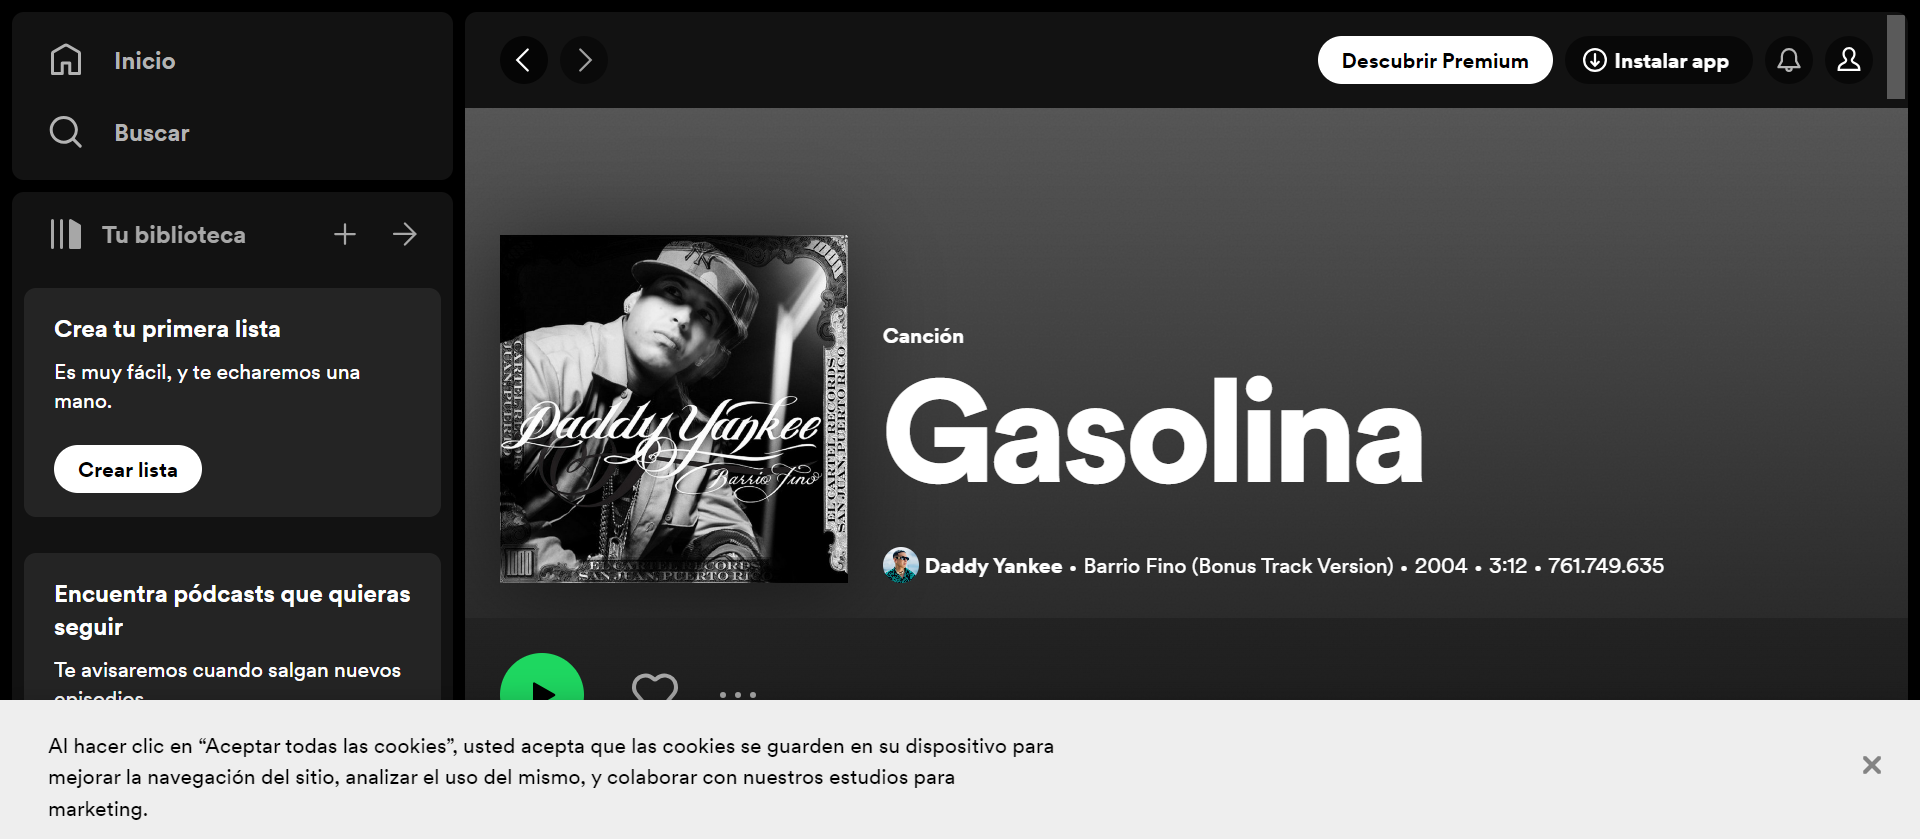 Inicio
Buscar
Tu biblioteca
Crea tu primera lista
Es muy fácil, y te echaremos una
mano.
Crear lista
Encuentra pódcasts que quieras
seguir
Te avisaremos cuando salgan nuevos
episodios.
Descubrir Premium
Instalar app
Daddy Yankee
Barrio Fino
EL CARTEL RECORDS
SAN JUAN, PUERTO RICO
Canción
Gasolina
Daddy Yankee • Barrio Fino (Bonus Track Version) • 2004 • 3:12 • 761.749.635
Al hacer clic en “Aceptar todas las cookies”, usted acepta que las cookies se guarden en su dispositivo para
mejorar la navegación del sitio, analizar el uso del mismo, y colaborar con nuestros estudios para
marketing.